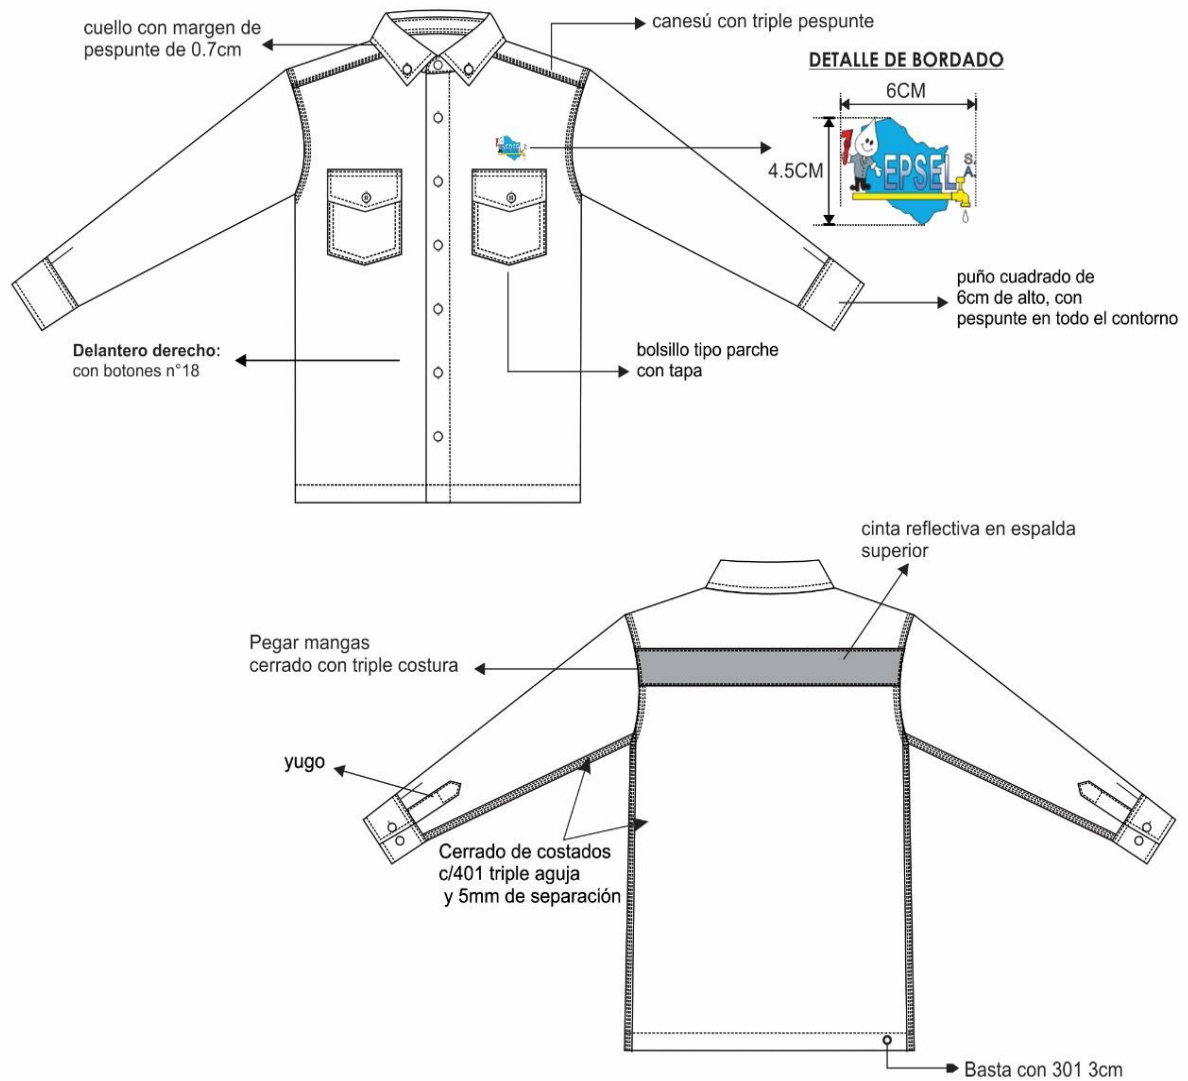 cuello con margen de
pespunte de 0.7cm
canesú con triple pespunte
DETALLE DE BORDADO
6CM
4.5CM
EPSEL S.A.
puño cuadrado de
6cm de alto, con
pespunte en todo el contorno
Delantero derecho:
con botones n°18
bolsillo tipo parche
con tapa
cinta reflectiva en espalda
superior
Pegar mangas
cerrado con triple costura
yugo
Cerrado de costados
c/401 triple aguja
y 5mm de separación
Basta con 301 3cm